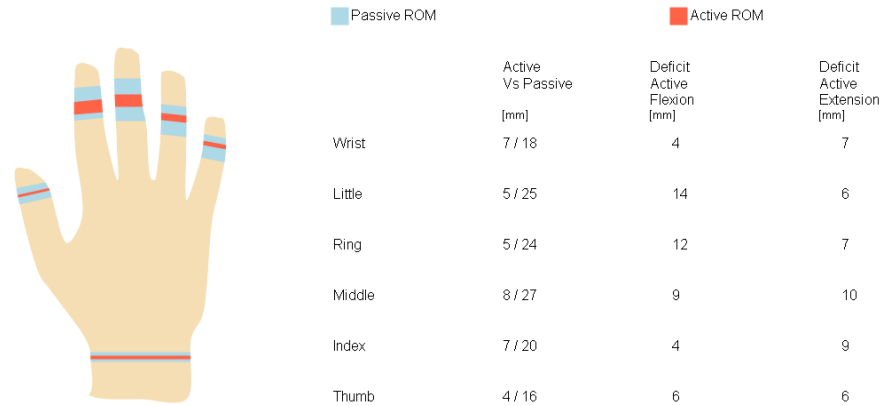 Passive ROM Active ROM
Active Deficit Deficit
Vs Passive Active Active
Flexion Extension
[mm] [mm] [mm]
Wrist 7 / 18 4 7
Little 5 / 25 14 6
Ring 5 / 24 12 7
Middle 8 / 27 9 10
Index 7 / 20 4 9
Thumb 4 / 16 6 6